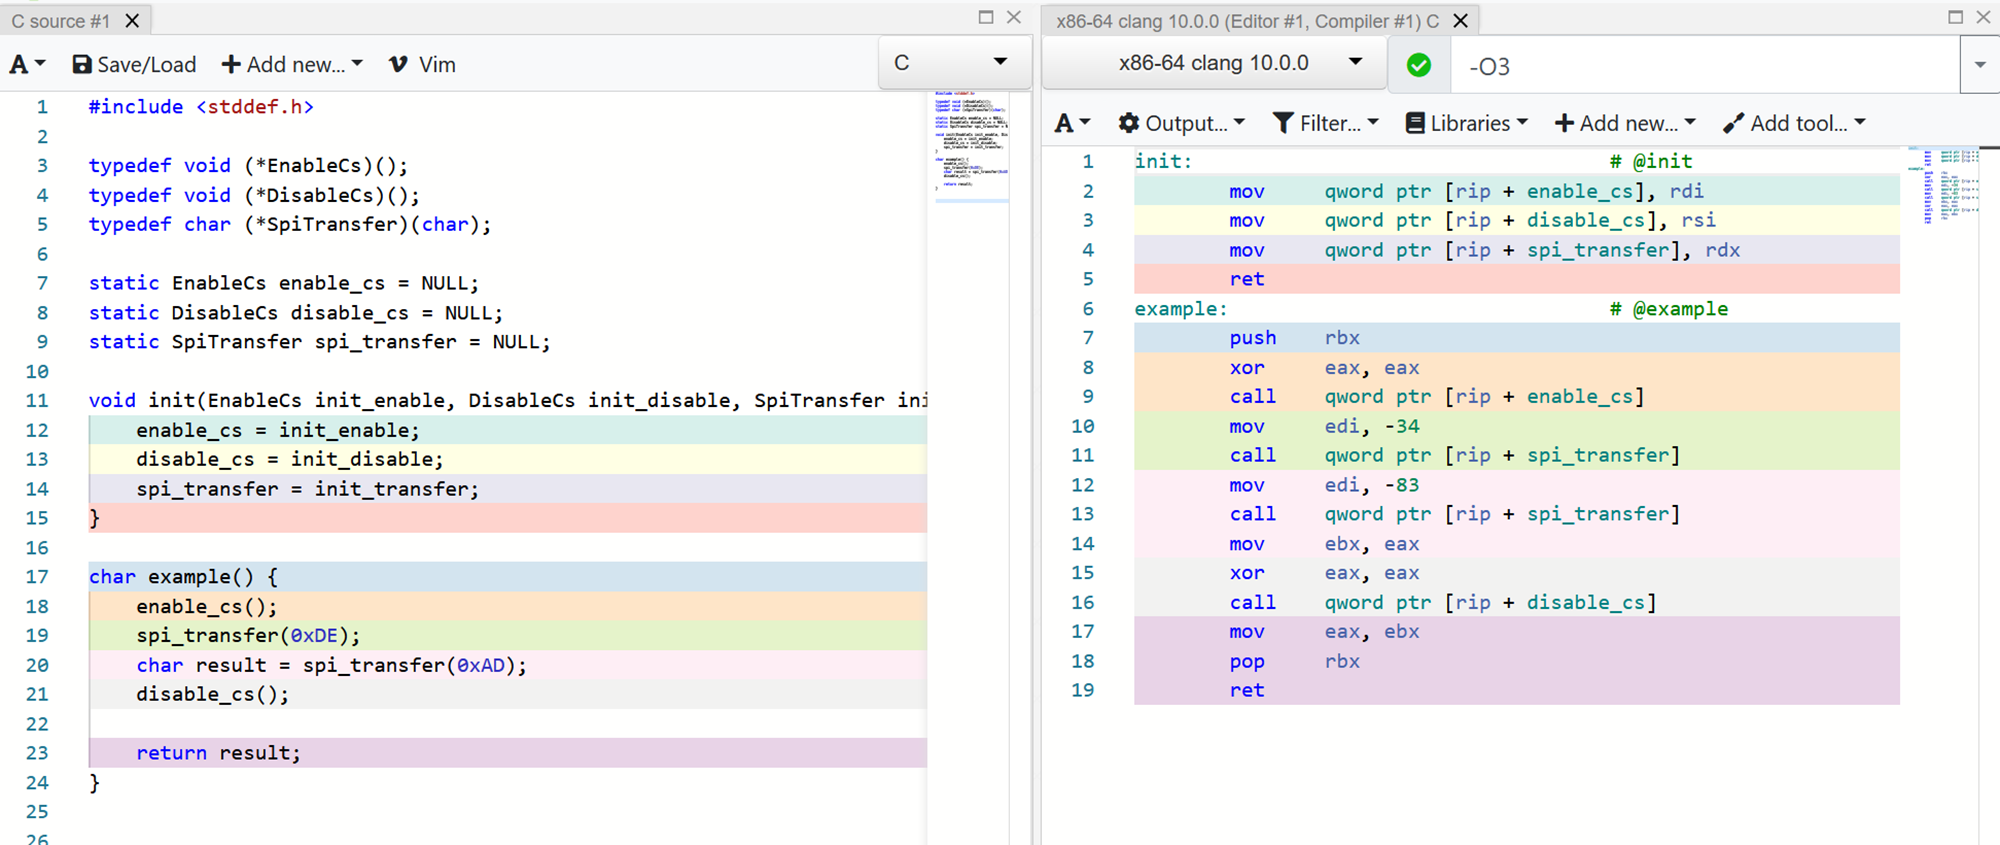 C source #1
A Save/Load Add new... Vim C
1 #include <stddef.h>
2
3 typedef void (*EnableCs)();
4 typedef void (*DisableCs)();
5 typedef char (*SpiTransfer)(char);
6
7 static EnableCs enable_cs = NULL;
8 static DisableCs disable_cs = NULL;
9 static SpiTransfer spi_transfer = NULL;
10
11 void init(EnableCs init_enable, DisableCs init_disable, SpiTransfer ini
12 enable_cs = init_enable;
13 disable_cs = init_disable;
14 spi_transfer = init_transfer;
15 }
16
17 char example() {
18 enable_cs();
19 spi_transfer(0xDE);
20 char result = spi_transfer(0xAD);
21 disable_cs();
22
23 return result;
24 }
25
26
x86-64 clang 10.0.0 (Editor #1, Compiler #1) C
x86-64 clang 10.0.0 -O3
A Output... Filter... Libraries Add new... Add tool...
1 init: # @init
2 mov qword ptr [rip + enable_cs], rdi
3 mov qword ptr [rip + disable_cs], rsi
4 mov qword ptr [rip + spi_transfer], rdx
5 ret
6 example: # @example
7 push rbx
8 xor eax, eax
9 call qword ptr [rip + enable_cs]
10 mov edi, -34
11 call qword ptr [rip + spi_transfer]
12 mov edi, -83
13 call qword ptr [rip + spi_transfer]
14 mov ebx, eax
15 xor eax, eax
16 call qword ptr [rip + disable_cs]
17 mov eax, ebx
18 pop rbx
19 ret